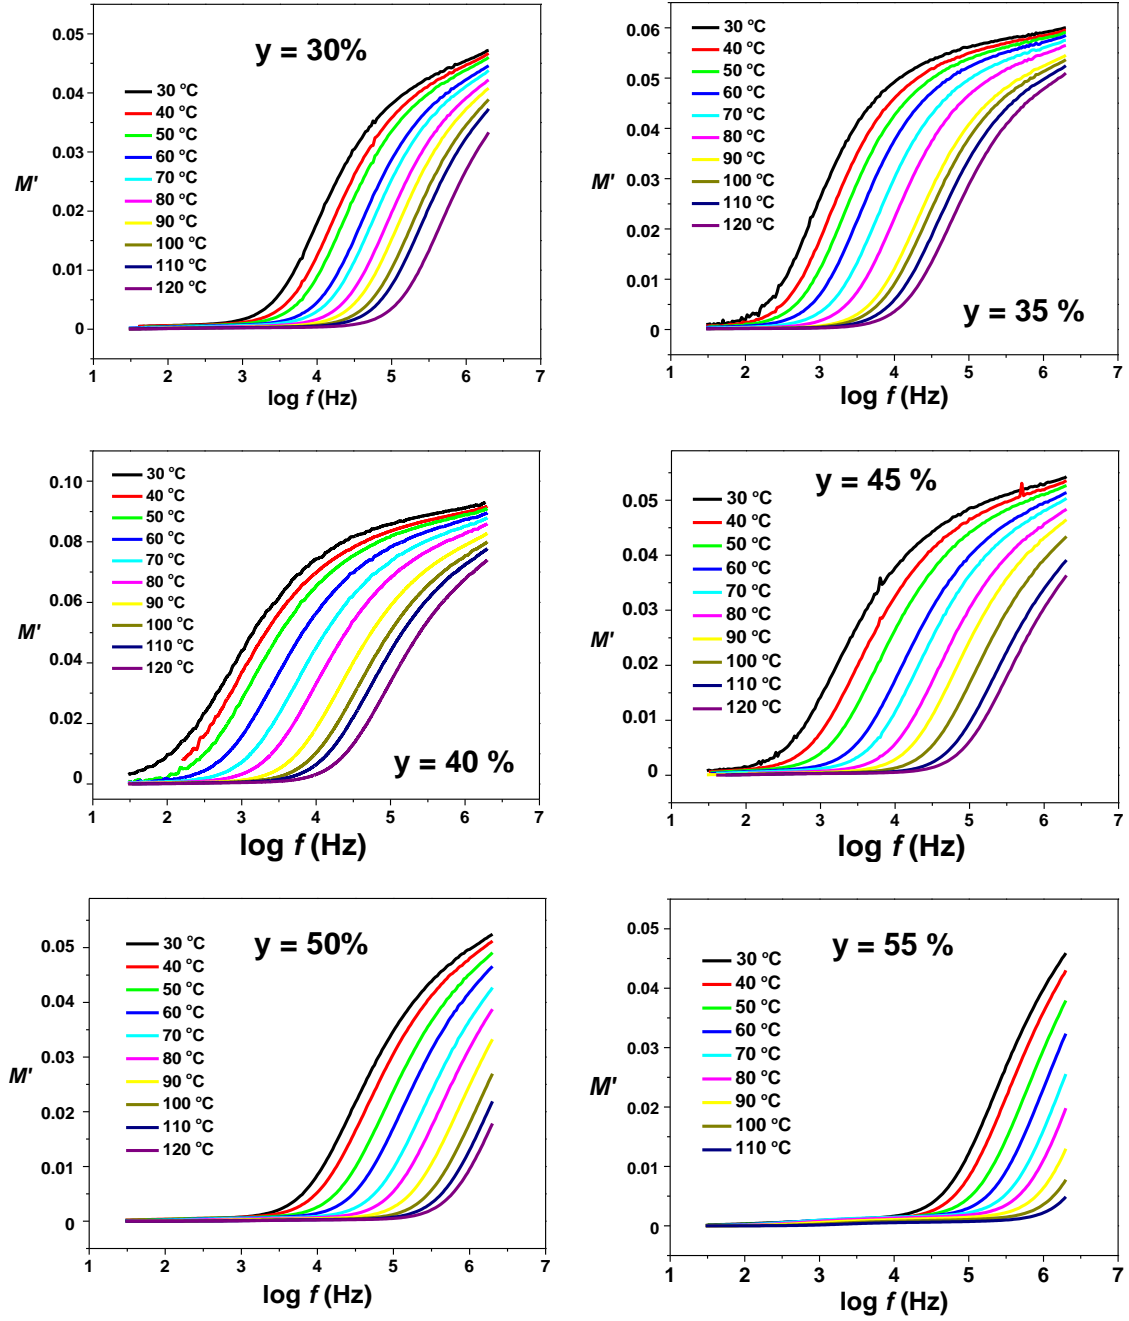 y = 30%
0.05
0.04
0.03
0.02
0.01
0
M'
30 °C
40 °C
50 °C
60 °C
70 °C
80 °C
90 °C
100 °C
110 °C
120 °C
1 2 3 4 5 6 7
log f (Hz)
y = 35 %
0.06
0.05
0.04
0.03
0.02
0.01
0
M'
30 °C
40 °C
50 °C
60 °C
70 °C
80 °C
90 °C
100 °C
110 °C
120 °C
1 2 3 4 5 6 7
log f (Hz)
y = 40 %
0.10
0.08
0.06
0.04
0.02
0
M'
30 °C
40 °C
50 °C
60 °C
70 °C
80 °C
90 °C
100 °C
110 °C
120 °C
1 2 3 4 5 6 7
log f (Hz)
y = 45 %
0.05
0.04
0.03
0.02
0.01
0
M'
30 °C
40 °C
50 °C
60 °C
70 °C
80 °C
90 °C
100 °C
110 °C
120 °C
1 2 3 4 5 6 7
log f (Hz)
y = 50%
0.05
0.04
0.03
0.02
0.01
0
M'
30 °C
40 °C
50 °C
60 °C
70 °C
80 °C
90 °C
100 °C
110 °C
120 °C
1 2 3 4 5 6 7
log f (Hz)
y = 55 %
0.05
0.04
0.03
0.02
0.01
0
M'
30 °C
40 °C
50 °C
60 °C
70 °C
80 °C
90 °C
100 °C
110 °C
1 2 3 4 5 6 7
log f (Hz)